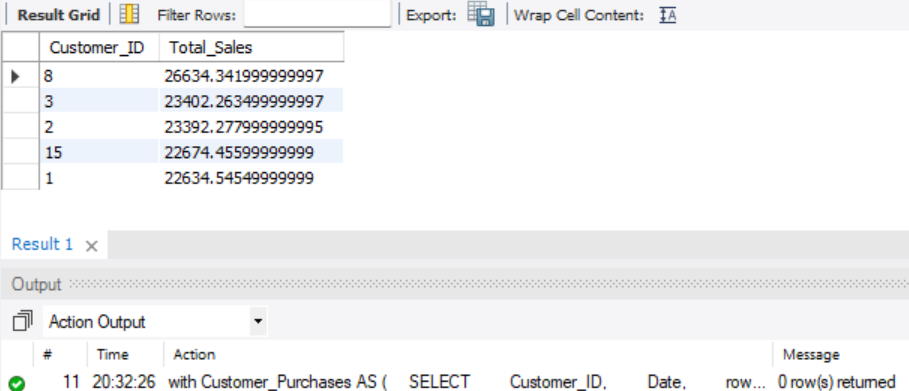 Result Grid Filter Rows: Export: Wrap Cell Content: IA
Customer_ID Total_Sales
8 26634.341999999997
3 23402.263499999997
2 23392.277999999995
15 22674.45599999999
1 22634.54549999999
Result 1 ×
Output
Action Output
# Time Action Message
11 20:32:26 with Customer_Purchases AS ( SELECT Customer_ID, Date, row... 0 row(s) returned